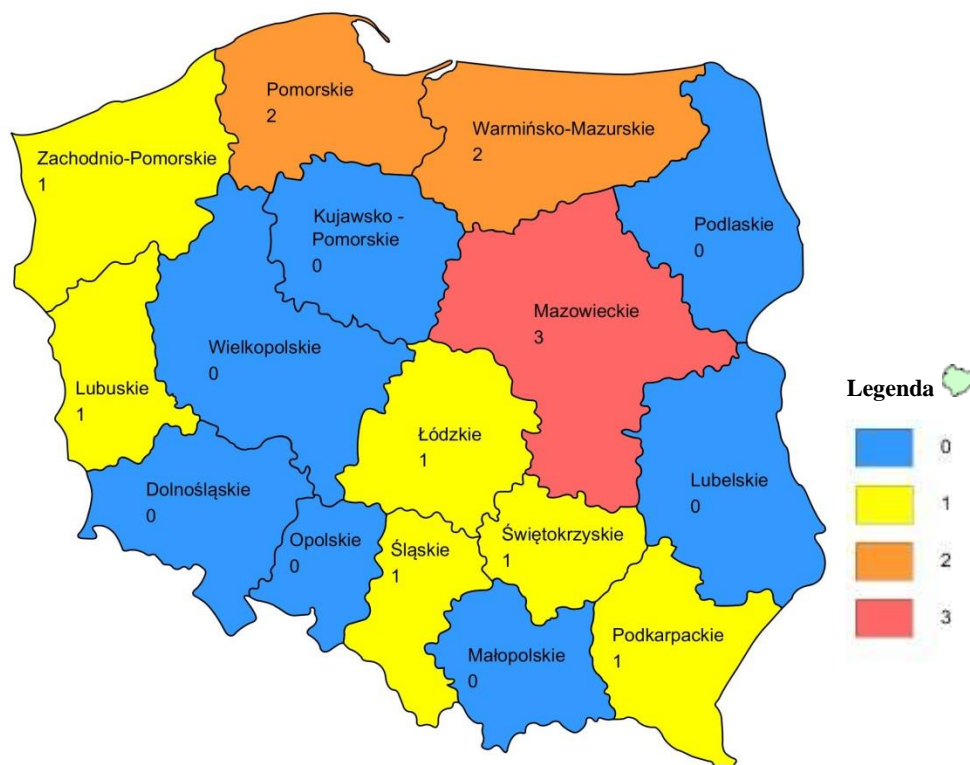 Pomorskie
2
Warmińsko-Mazurskie
2
Zachodnio-Pomorskie
1
Kujawsko -
Pomorskie
0
Podlaskie
0
Mazowieckie
3
Wielkopolskie
0
Lubuskie
1
Łódzkie
1
Lubelskie
0
Dolnośląskie
0
Opolskie
0
Śląskie
1
Świętokrzyskie
1
Podkarpackie
1
Małopolskie
0
Legenda
0
1
2
3